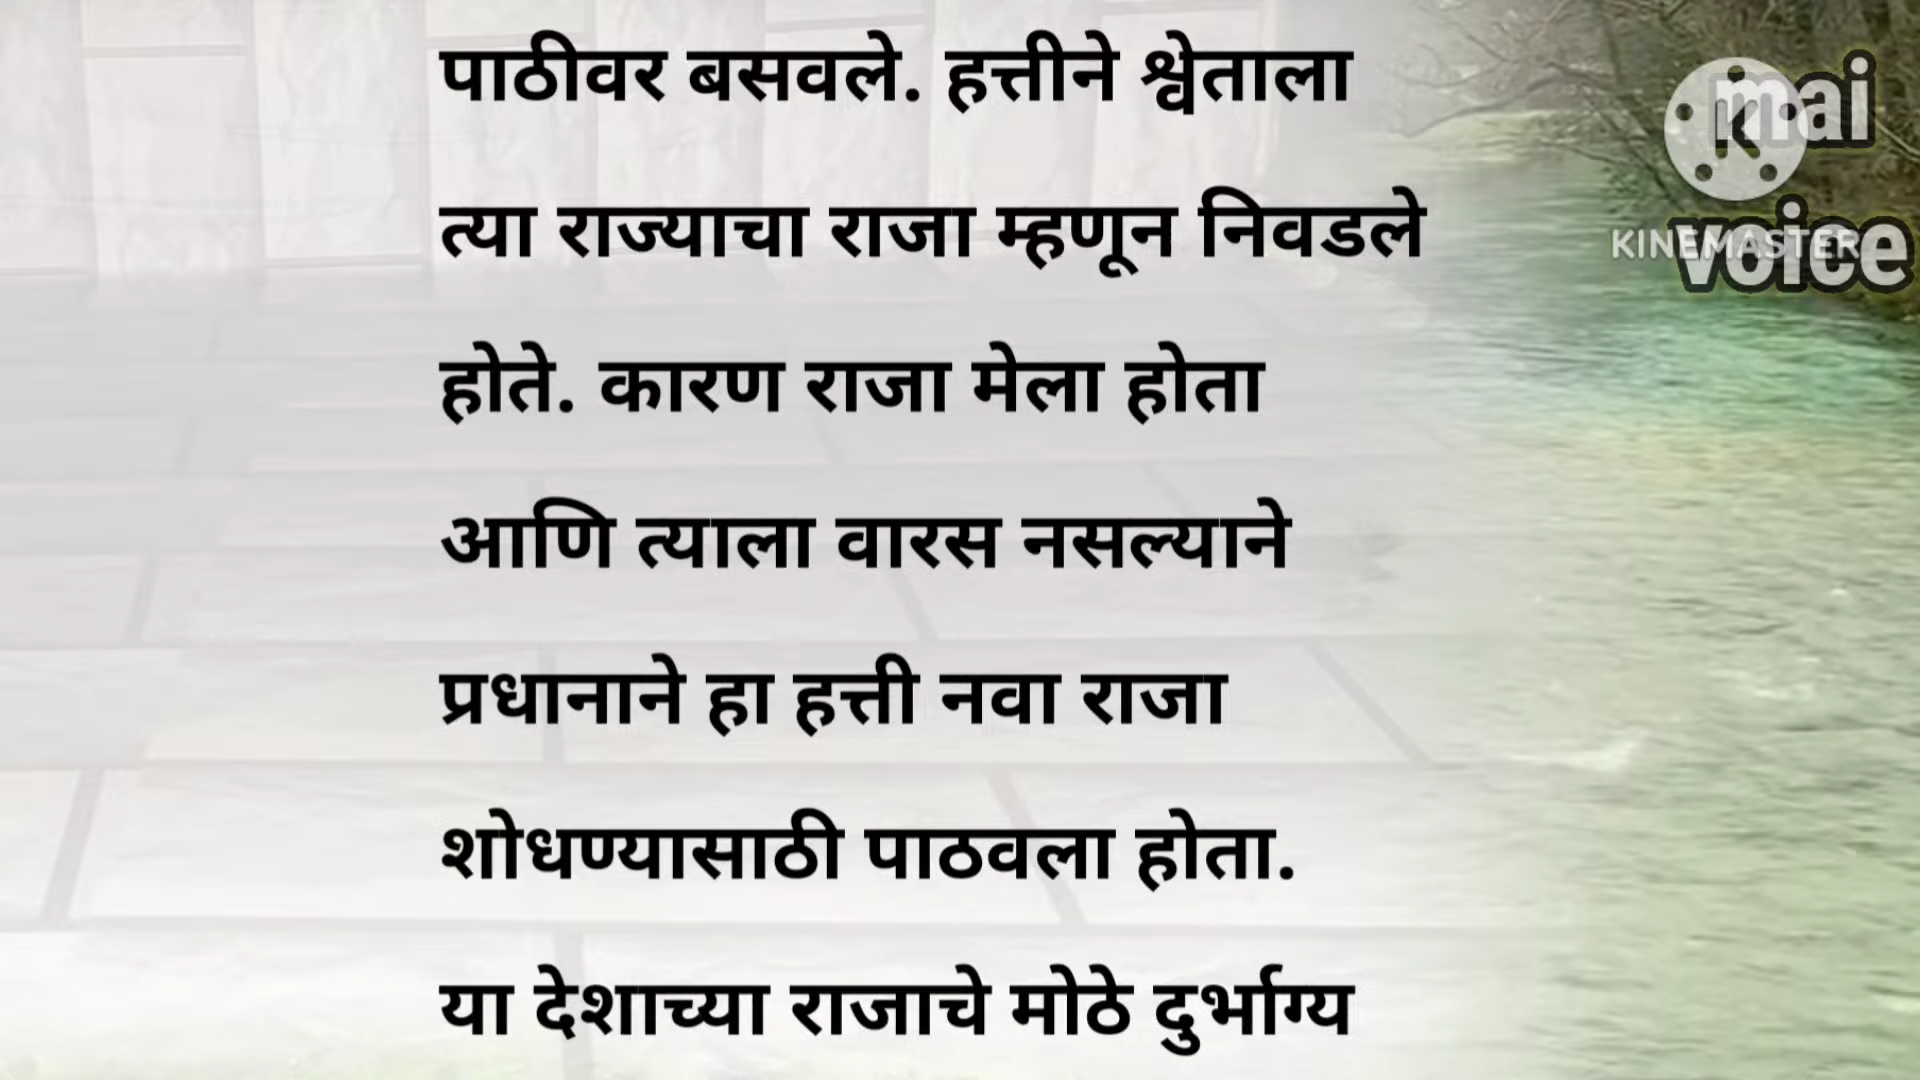 पाठीवर बसवले. हत्तीने श्वेताला
त्या राज्याचा राजा म्हणून निवडले
होते. कारण राजा मेला होता
आणि त्याला वारस नसल्याने
प्रधानाने हा हत्ती नवा राजा
शोधण्यासाठी पाठवला होता.
या देशाच्या राजाचे मोठे दुर्भाग्य
mai
voice
KINEMASTER